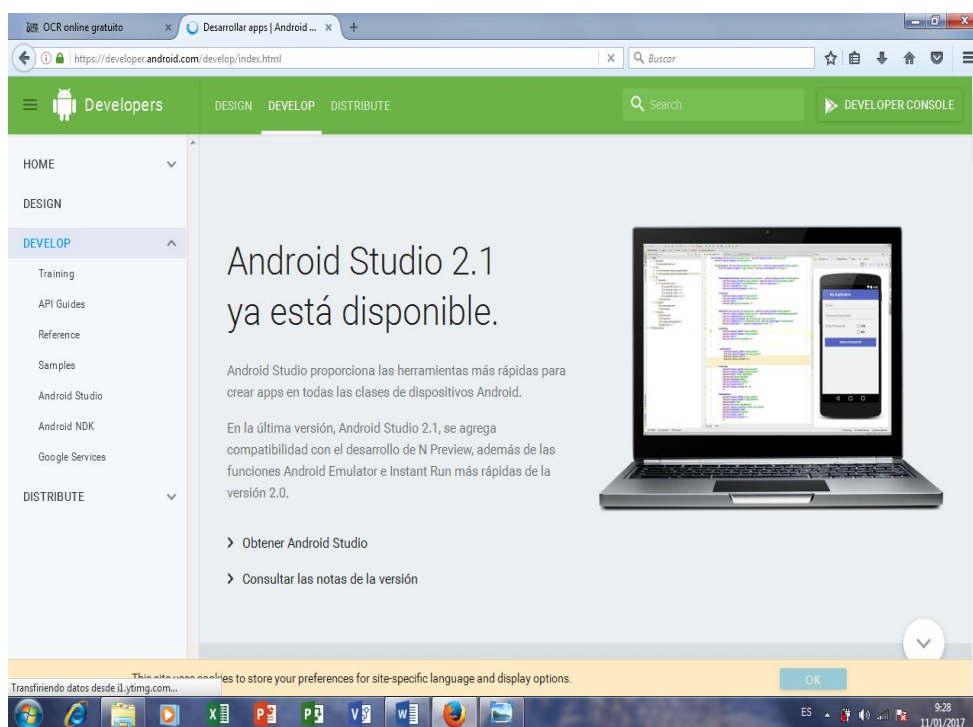 OCR online gratuito
Desarrollar apps | Android ...
https://developer.android.com/develop/index.html
Buscar
Developers
DESIGN DEVELOP DISTRIBUTE
Search
DEVELOPER CONSOLE
HOME
DESIGN
DEVELOP
Training
API Guides
Reference
Samples
Android Studio
Android NDK
Google Services
DISTRIBUTE
Android Studio 2.1
ya está disponible.
Android Studio proporciona las herramientas más rápidas para
crear apps en todas las clases de dispositivos Android.
En la última versión, Android Studio 2.1, se agrega
compatibilidad con el desarrollo de N Preview, además de las
funciones Android Emulator e Instant Run más rápidas de la
versión 2.0.
Obtener Android Studio
Consultar las notas de la versión
My Application
This site uses cookies to store your preferences for site-specific language and display options.
OK
Transfiriendo datos desde i1.ytimg.com...
ES
9:28
11/01/2017